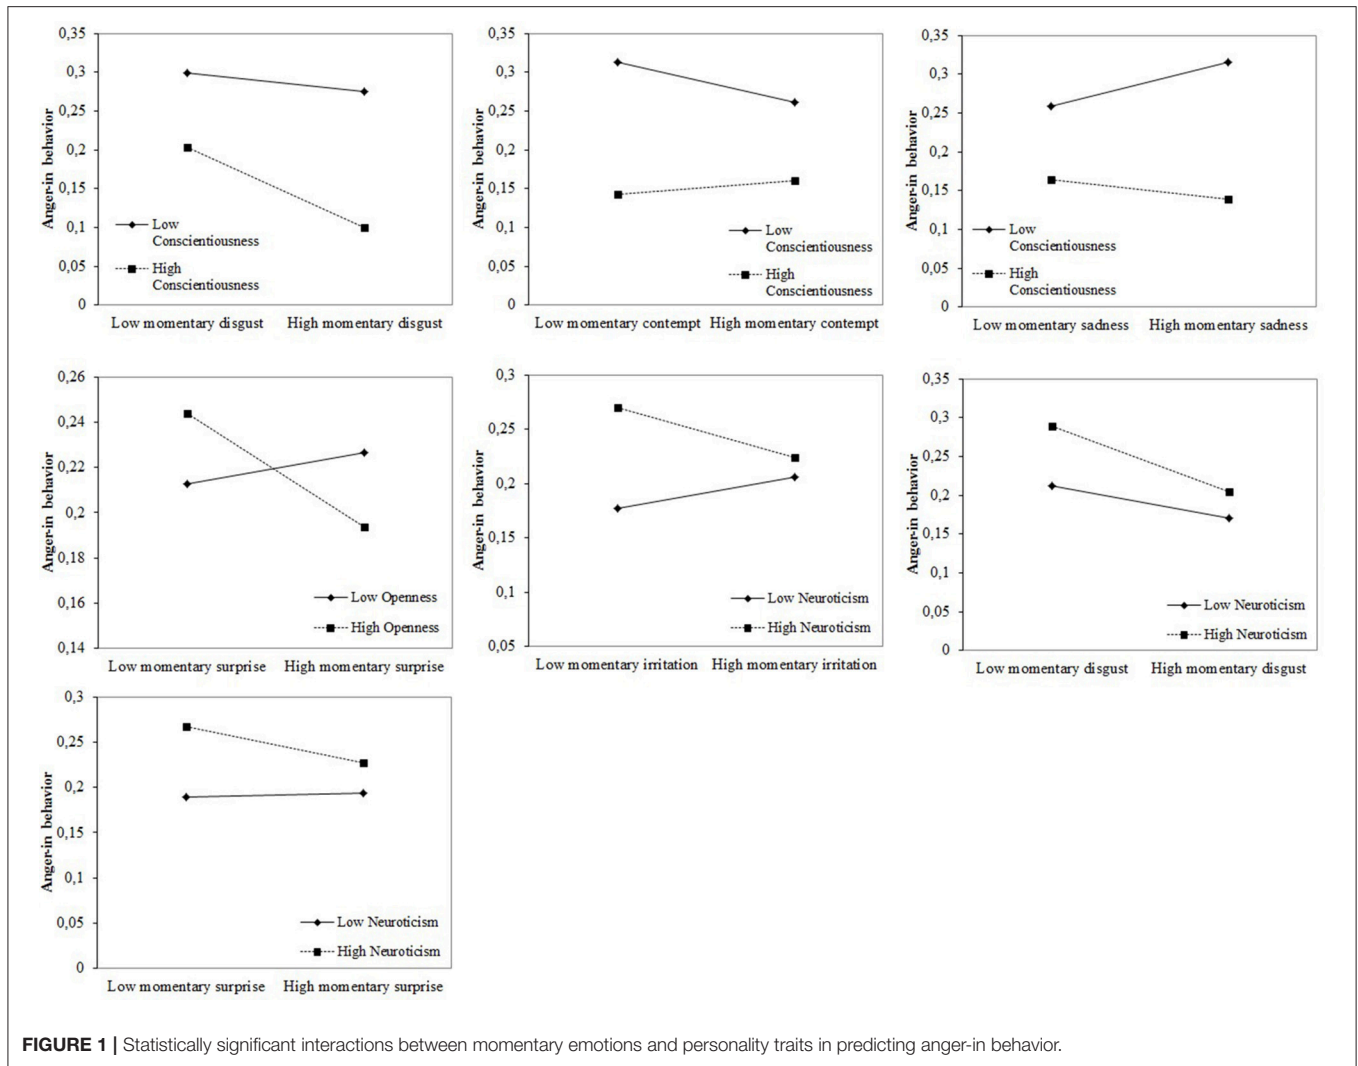 0,35
0,3
0,25
0,2
0,15
0,1
0,05
0
Anger-in behavior
Low
Conscientiousness
High
Conscientiousness
Low momentary disgust High momentary disgust
0,35
0,3
0,25
0,2
0,15
0,1
0,05
0
Anger-in behavior
Low
Conscientiousness
High
Conscientiousness
Low momentary contempt High momentary contempt
0,35
0,3
0,25
0,2
0,15
0,1
0,05
0
Anger-in behavior
Low
Conscientiousness
High
Conscientiousness
Low momentary sadness High momentary sadness
0,26
0,24
0,22
0,2
0,18
0,16
0,14
Anger-in behavior
Low Openness
High Openness
Low momentary surprise High momentary surprise
0,3
0,25
0,2
0,15
0,1
0,05
Anger-in behavior
Low Neuroticism
High Neuroticism
Low momentary irritation High momentary irritation
0,35
0,3
0,25
0,2
0,15
0,1
0,05
0
Anger-in behavior
Low Neuroticism
High Neuroticism
Low momentary disgust High momentary disgust
0,3
0,25
0,2
0,15
0,1
0,05
0
Anger-in behavior
Low Neuroticism
High Neuroticism
Low momentary surprise High momentary surprise
FIGURE 1 | Statistically significant interactions between momentary emotions and personality traits in predicting anger-in behavior.